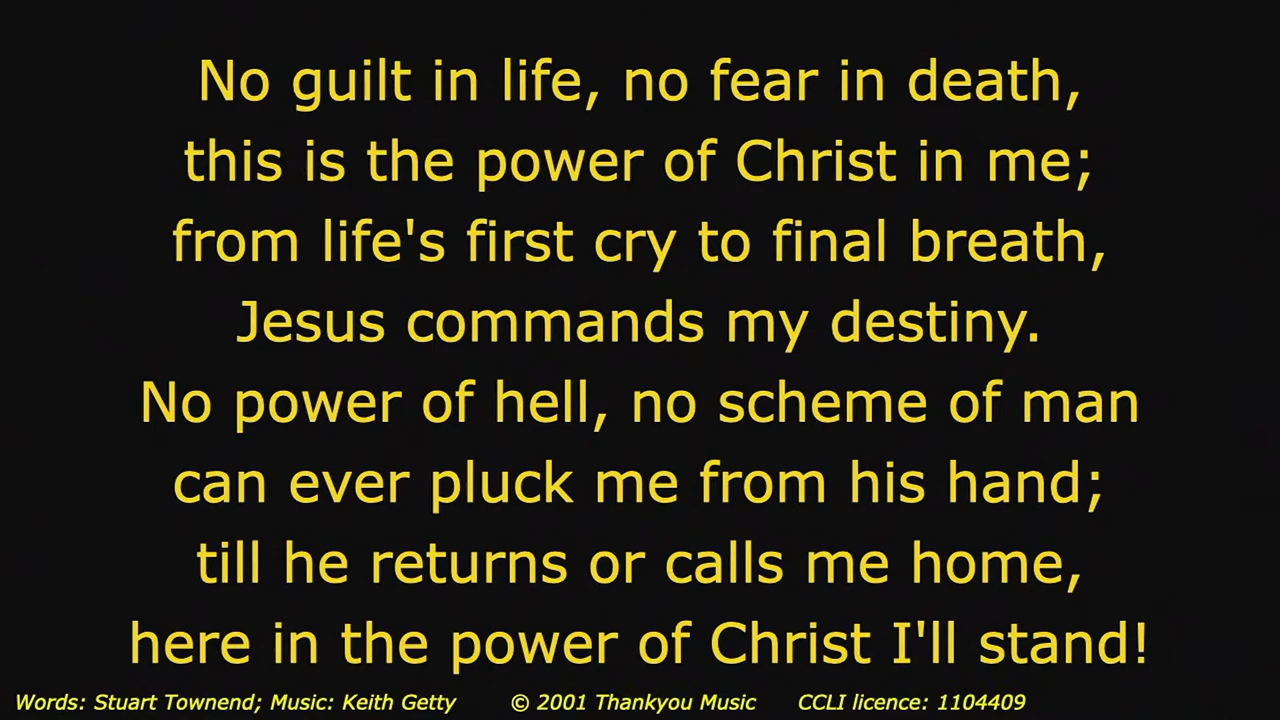 No guilt in life, no fear in death,
this is the power of Christ in me;
from life's first cry to final breath,
Jesus commands my destiny.
No power of hell, no scheme of man
can ever pluck me from his hand;
till he returns or calls me home,
here in the power of Christ I'll stand!
Words: Stuart Townend; Music: Keith Getty © 2001 Thankyou Music CCLI licence: 1104409